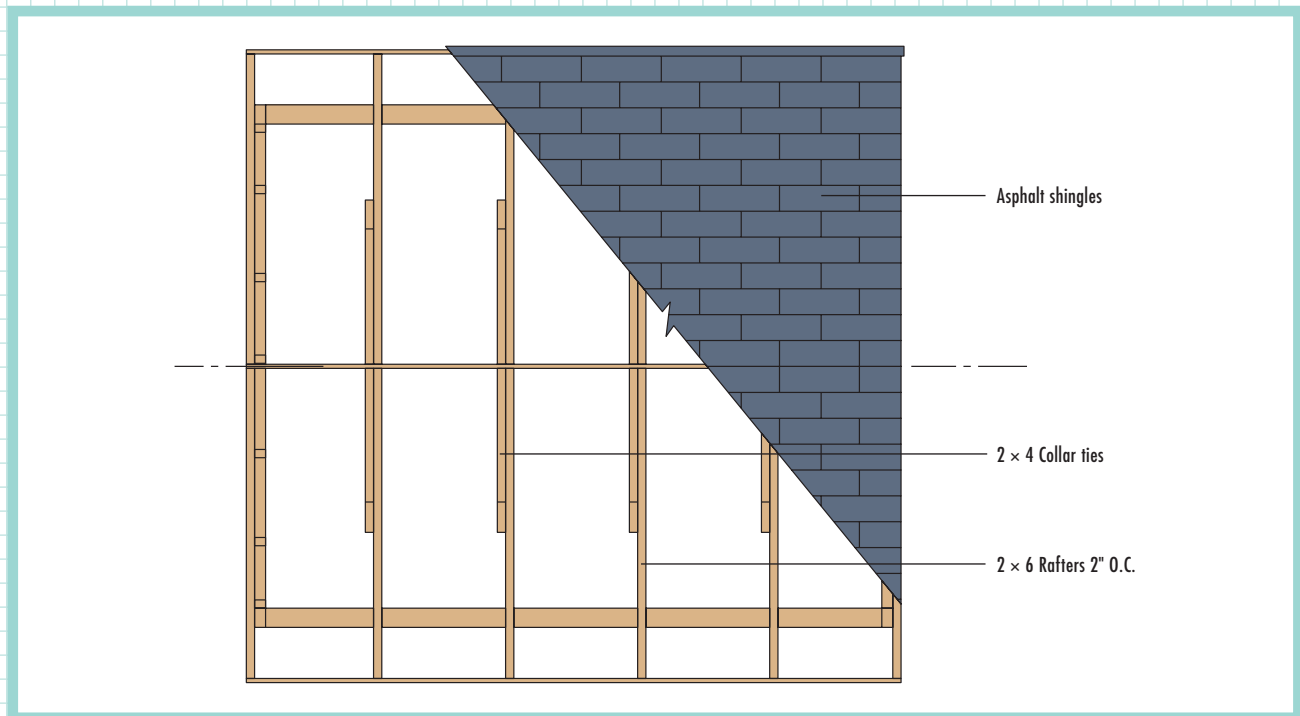 Asphalt shingles
2 × 4 Collar ties
2 × 6 Rafters 2" O.C.